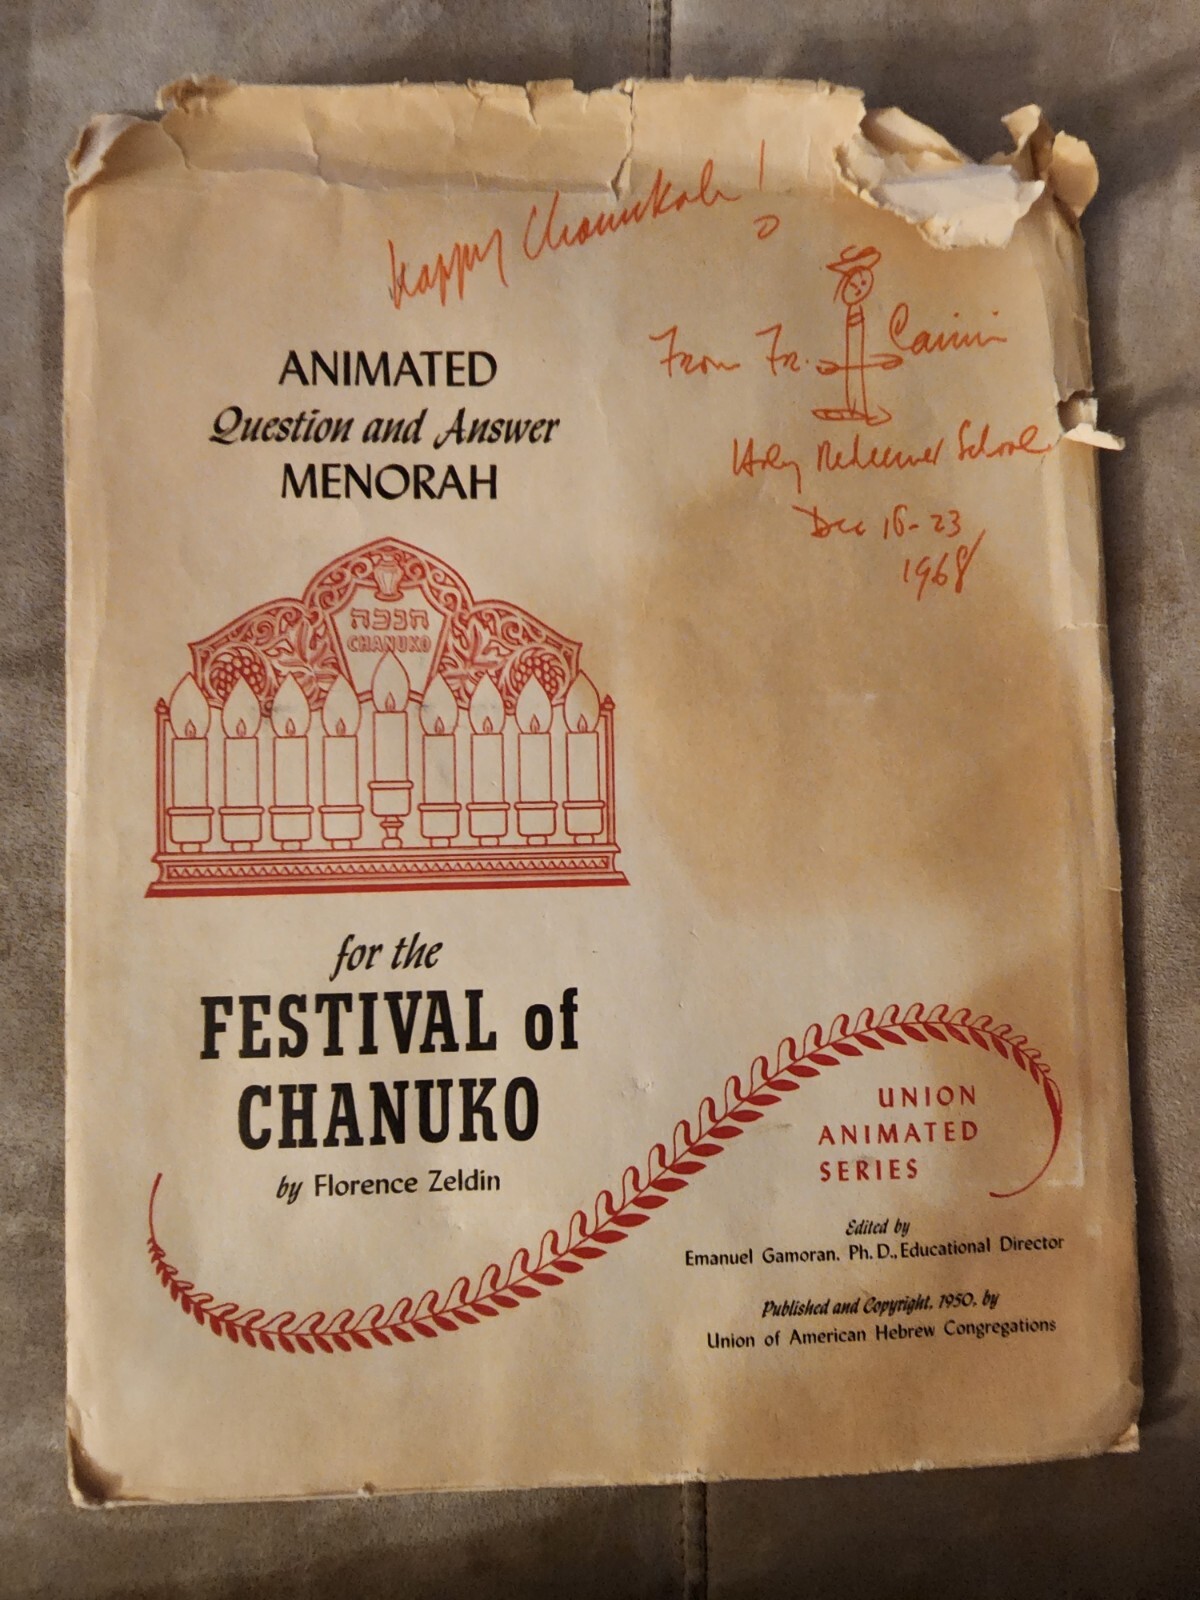 Happy Chanukah!
From Fr.
Holy Redeemer School
Dec 16-23
1968
ANIMATED
Question and Answer
MENORAH
חנכה
CHANUKO
for the
FESTIVAL of
CHANUKO
by Florence Zeldin
UNION
ANIMATED
SERIES
Edited by
Emanuel Gamoran, Ph. D., Educational Director
Published and Copyright, 1950, by
Union of American Hebrew Congregations